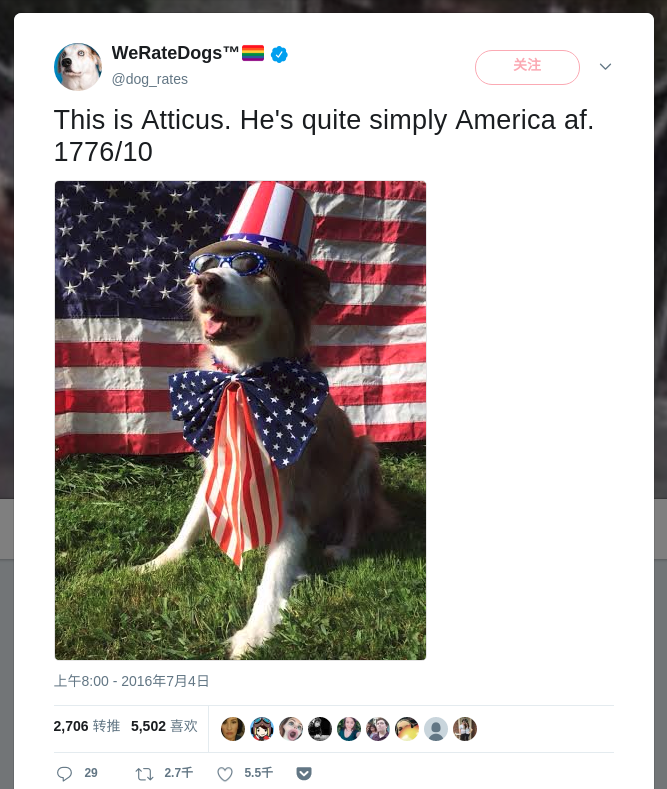 WeRateDogs™🏳️‍🌈
@dog_rates
关注
This is Atticus. He's quite simply America af.
1776/10
上午8:00 - 2016年7月4日
2,706 转推 5,502 喜欢
29 2.7千 5.5千